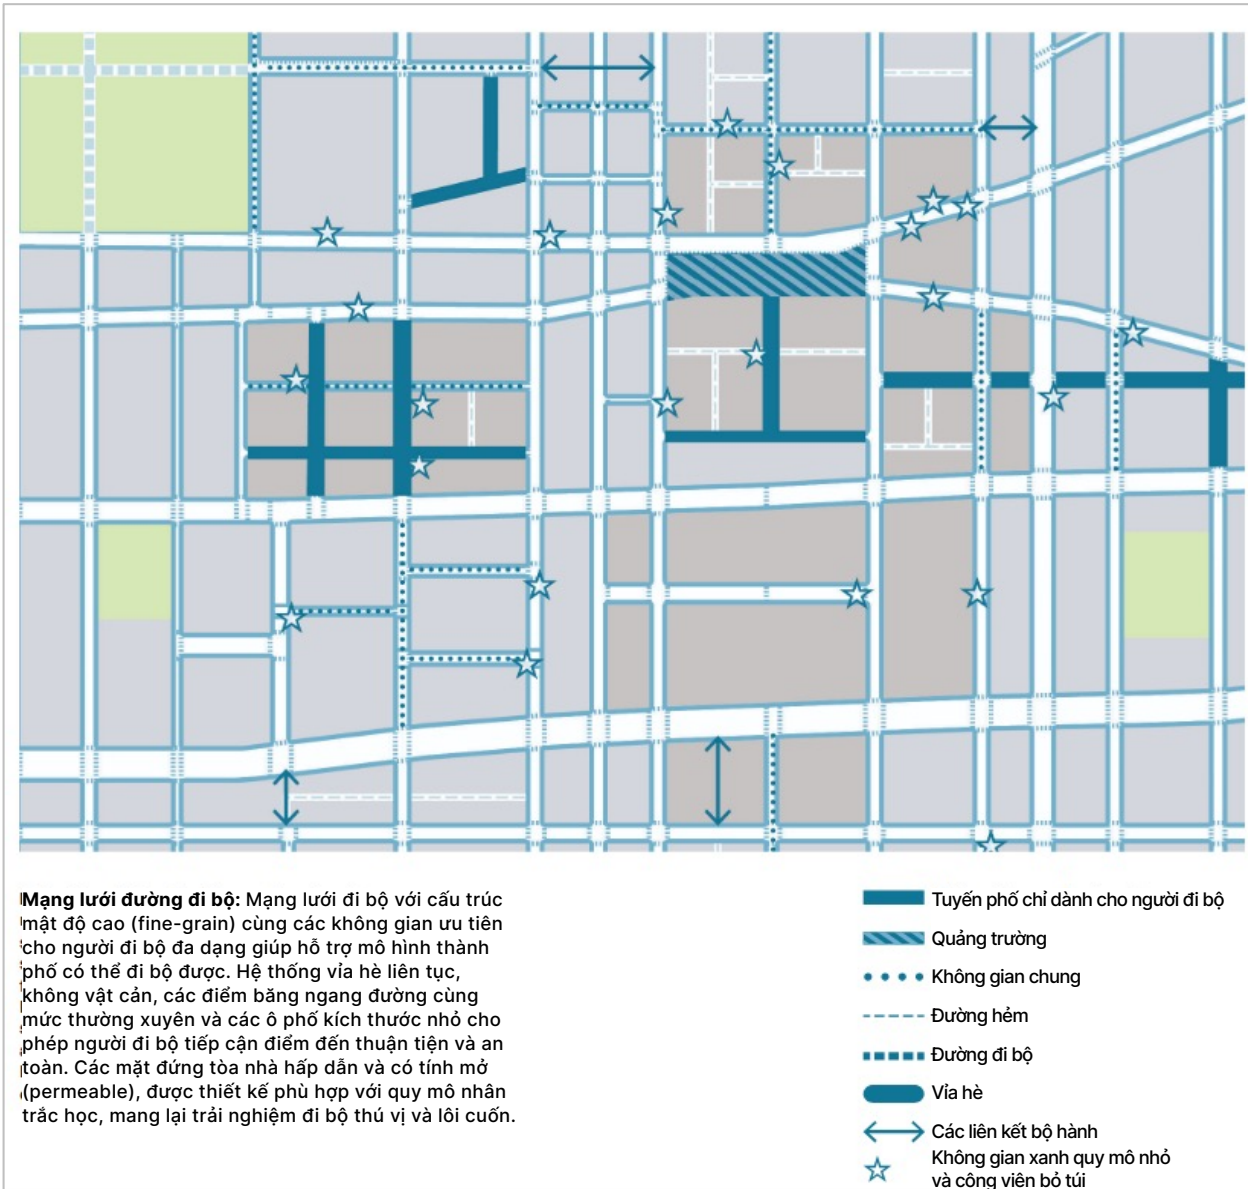 Mạng lưới đường đi bộ: Mạng lưới đi bộ với cấu trúc
mật độ cao (fine-grain) cùng các không gian ưu tiên
cho người đi bộ đa dạng giúp hỗ trợ mô hình thành
phố có thể đi bộ được. Hệ thống vỉa hè liên tục,
không vật cản, các điểm băng ngang đường cùng
mức thường xuyên và các ô phố kích thước nhỏ cho
phép người đi bộ tiếp cận điểm đến thuận tiện và an
toàn. Các mặt đứng tòa nhà hấp dẫn và có tính mở
(permeable), được thiết kế phù hợp với quy mô nhân
trắc học, mang lại trải nghiệm đi bộ thú vị và lôi cuốn.
Tuyến phố chỉ dành cho người đi bộ
Quảng trường
Không gian chung
Đường hẻm
Đường đi bộ
Vỉa hè
Các liên kết bộ hành
Không gian xanh quy mô nhỏ
và công viên bỏ túi